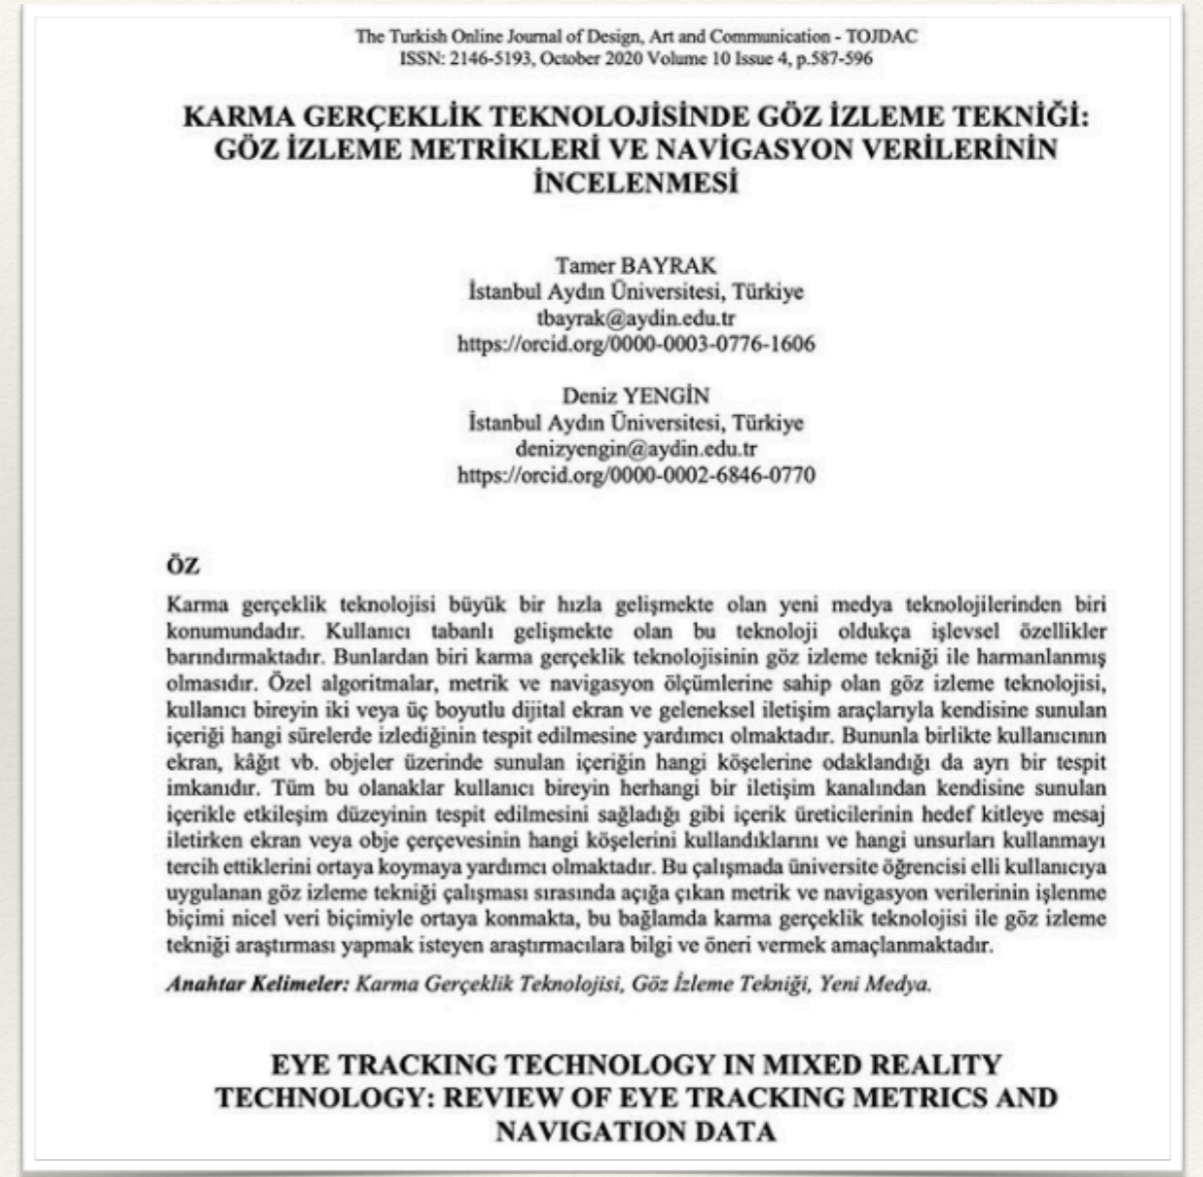 The Turkish Online Journal of Design, Art and Communication - TOJDAC
ISSN: 2146-5193, October 2020 Volume 10 Issue 4, p.587-596
KARMA GERÇEKLİK TEKNOLOJİSİNDE GÖZ İZLEME TEKNİĞİ:
GÖZ İZLEME METRİKLERİ VE NAVİGASYON VERİLERİNİN
İNCELENMESİ
Tamer BAYRAK
İstanbul Aydın Üniversitesi, Türkiye
tbayrak@aydin.edu.tr
https://orcid.org/0000-0003-0776-1606
Deniz YENGİN
İstanbul Aydın Üniversitesi, Türkiye
denizyengin@aydin.edu.tr
https://orcid.org/0000-0002-6846-0770
ÖZ
Karma gerçeklik teknolojisi büyük bir hızla gelişmekte olan yeni medya teknolojilerinden biri
konumundadır. Kullanıcı tabanlı gelişmekte olan bu teknoloji oldukça işlevsel özellikler
barındırmaktadır. Bunlardan biri karma gerçeklik teknolojisinin göz izleme tekniği ile harmanlanmış
olmasıdır. Özel algoritmalar, metrik ve navigasyon ölçümlerine sahip olan göz izleme teknolojisi,
kullanıcı bireyin iki veya üç boyutlu dijital ekran ve geleneksel iletişim araçlarıyla kendisine sunulan
içeriği hangi sürelerde izlediğinin tespit edilmesine yardımcı olmaktadır. Bununla birlikte kullanıcının
ekran, kâğıt vb. objeler üzerinde sunulan içeriğin hangi köşelerine odaklandığı da ayrı bir tespit
imkanıdır. Tüm bu olanaklar kullanıcı bireyin herhangi bir iletişim kanalından kendisine sunulan
içerikle etkileşim düzeyinin tespit edilmesini sağladığı gibi içerik üreticilerinin hedef kitleye mesaj
iletirken ekran veya obje çerçevesinin hangi köşelerini kullandıklarını ve hangi unsurları kullanmayı
tercih ettiklerini ortaya koymaya yardımcı olmaktadır. Bu çalışmada üniversite öğrencisi elli kullanıcıya
uygulanan göz izleme tekniği çalışması sırasında açığa çıkan metrik ve navigasyon verilerinin işlenme
biçimi nicel veri biçimiyle ortaya konmakta, bu bağlamda karma gerçeklik teknolojisi ile göz izleme
tekniği araştırması yapmak isteyen araştırmacılara bilgi ve öneri vermek amaçlanmaktadır.
Anahtar Kelimeler: Karma Gerçeklik Teknolojisi, Göz İzleme Tekniği, Yeni Medya.
EYE TRACKING TECHNOLOGY IN MIXED REALITY
TECHNOLOGY: REVIEW OF EYE TRACKING METRICS AND
NAVIGATION DATA